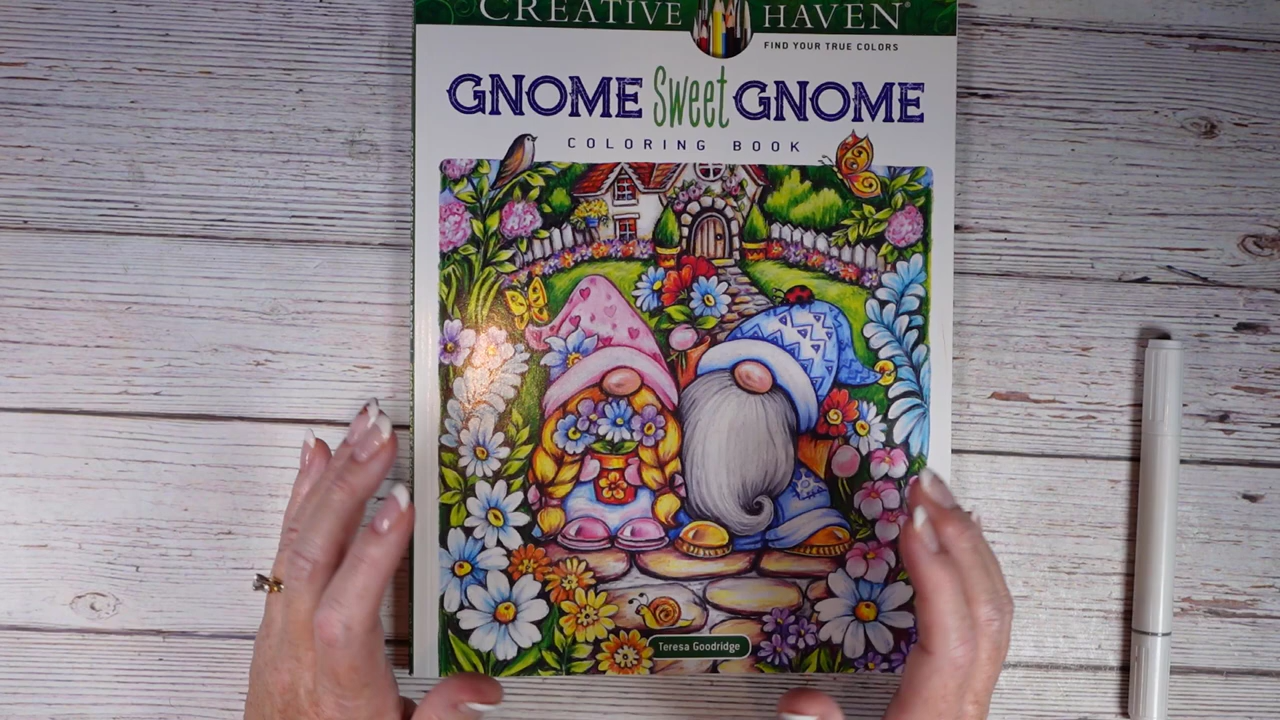 CREATIVE HAVEN®
FIND YOUR TRUE COLORS
GNOME Sweet GNOME
COLORING BOOK
Teresa Goodridge